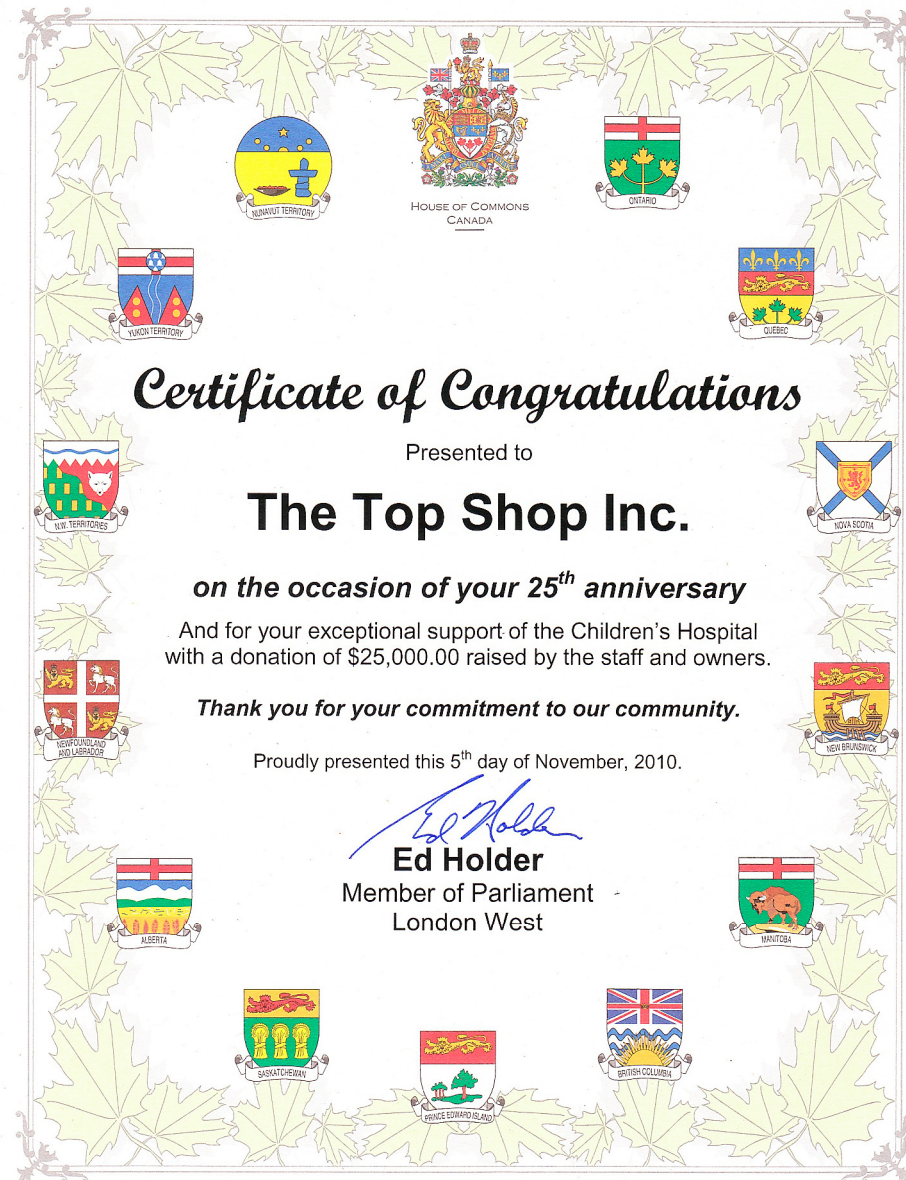 HOUSE OF COMMONS
CANADA
NUNAVUT TERRITORY
ONTARIO
YUKON TERRITORY
QUÉBEC
Certificate of Congratulations
Presented to
The Top Shop Inc.
N.W. TERRITORIES
NOVA SCOTIA
on the occasion of your 25th anniversary
And for your exceptional support of the Children's Hospital
with a donation of $25,000.00 raised by the staff and owners.
Thank you for your commitment to our community.
NEWFOUNDLAND
AND LABRADOR
NEW BRUNSWICK
Proudly presented this 5th day of November, 2010.
Ed Holder
Ed Holder
Member of Parliament
London West
ALBERTA
MANITOBA
SASKATCHEWAN
BRITISH COLUMBIA
PRINCE EDWARD ISLAND